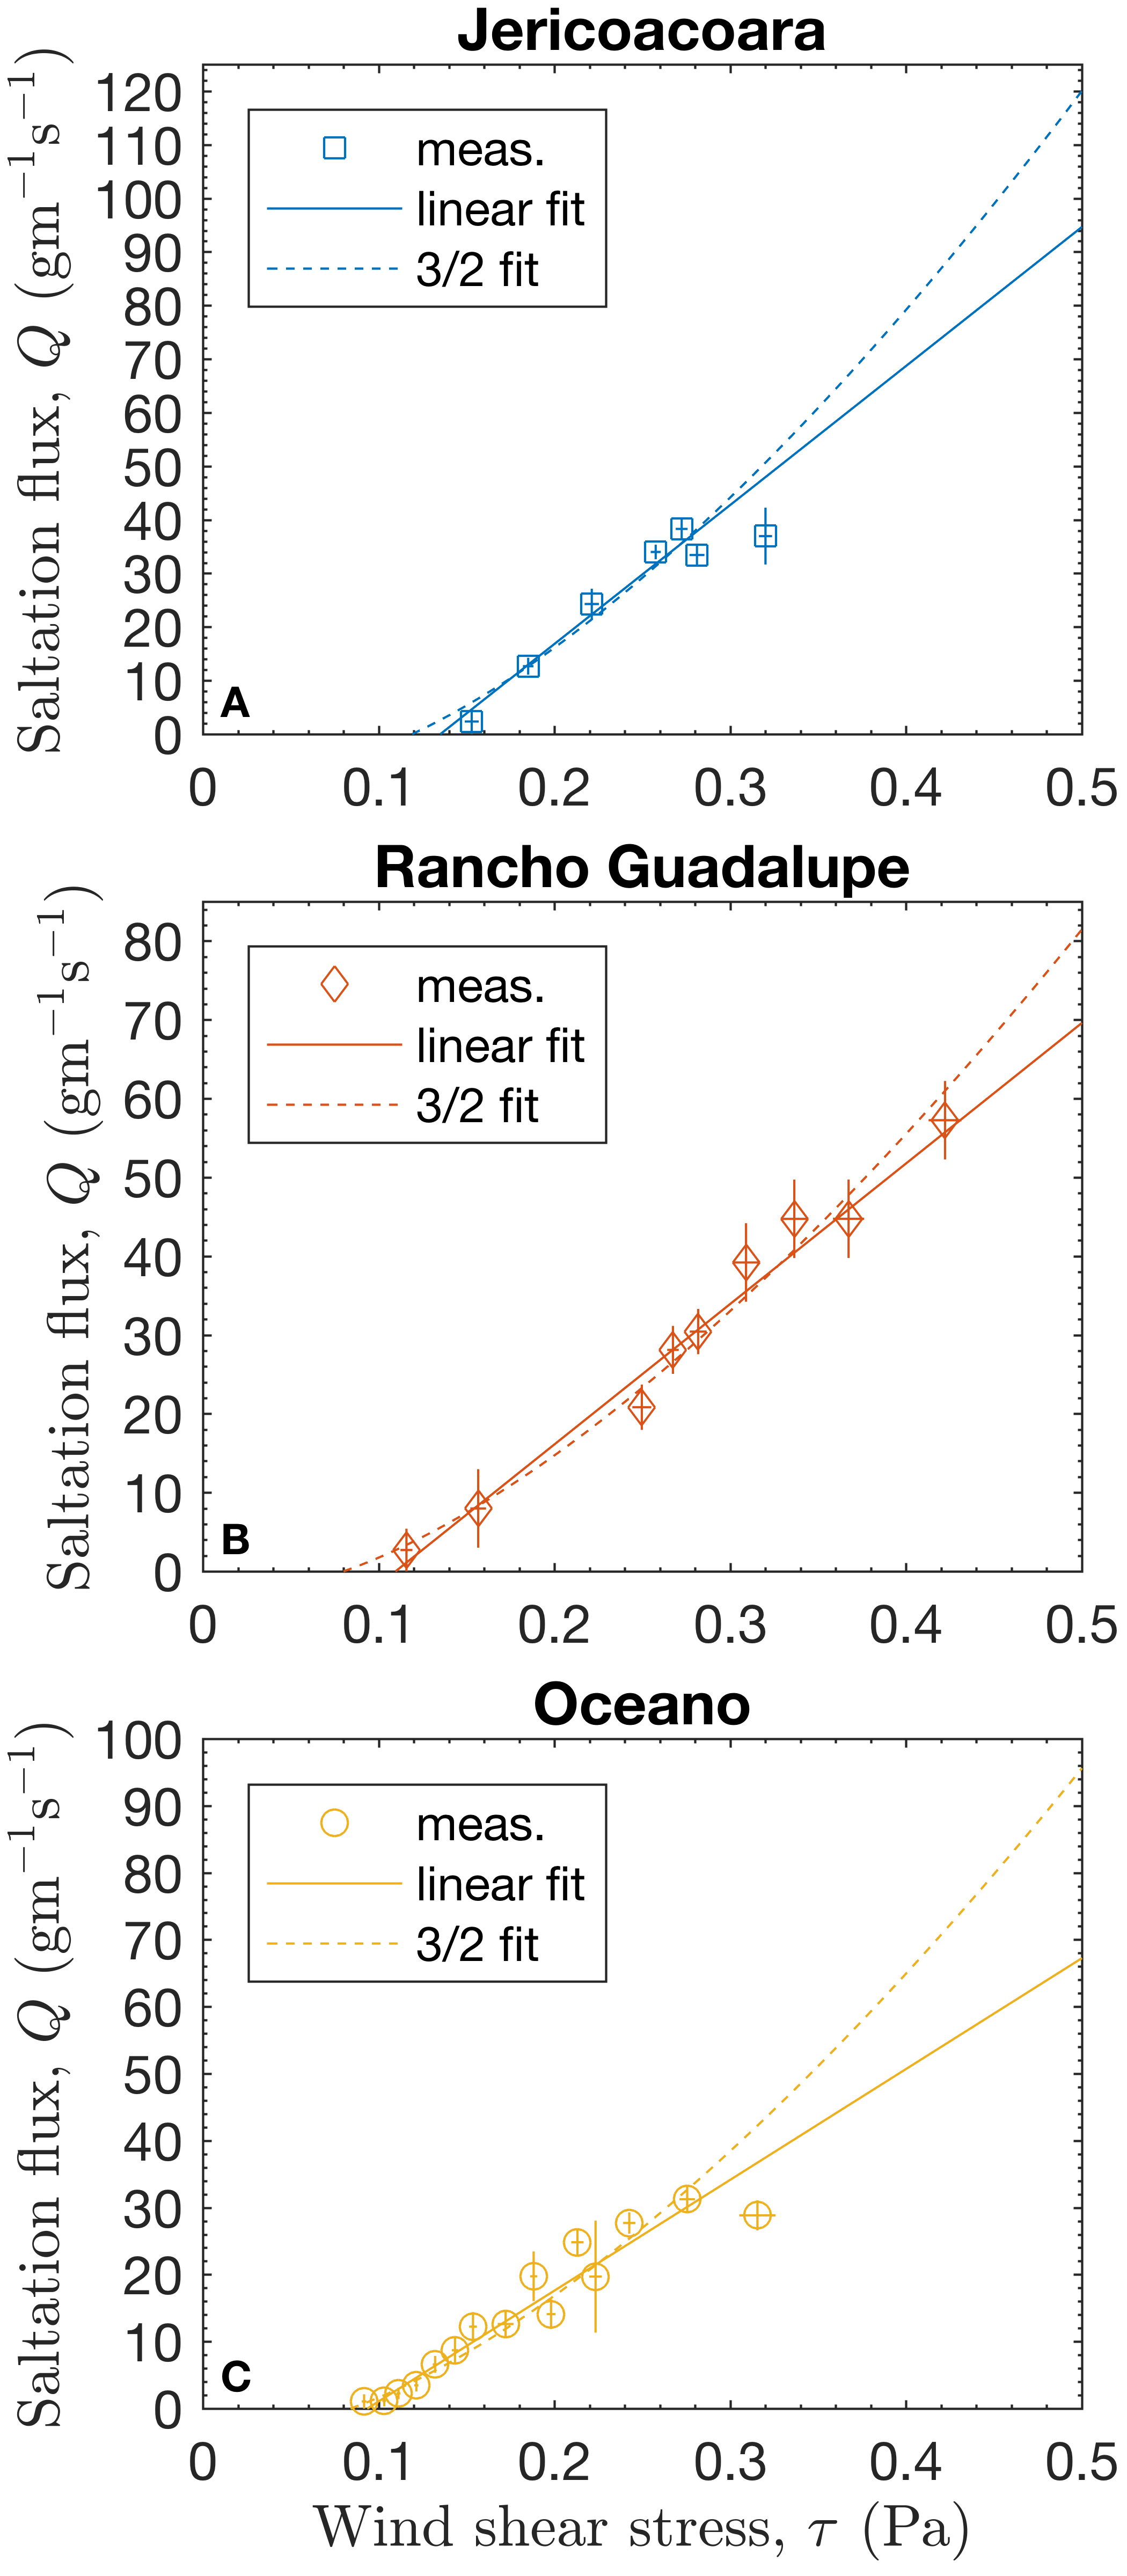 Jericoacoara
Saltation flux, Q (gm⁻¹s⁻¹)
120
110
100
90
80
70
60
50
40
30
20
10
0
meas.
linear fit
3/2 fit
A
0 0.1 0.2 0.3 0.4 0.5
Rancho Guadalupe
Saltation flux, Q (gm⁻¹s⁻¹)
80
70
60
50
40
30
20
10
0
meas.
linear fit
3/2 fit
B
0 0.1 0.2 0.3 0.4 0.5
Oceano
Saltation flux, Q (gm⁻¹s⁻¹)
100
90
80
70
60
50
40
30
20
10
0
meas.
linear fit
3/2 fit
C
0 0.1 0.2 0.3 0.4 0.5
Wind shear stress, τ (Pa)